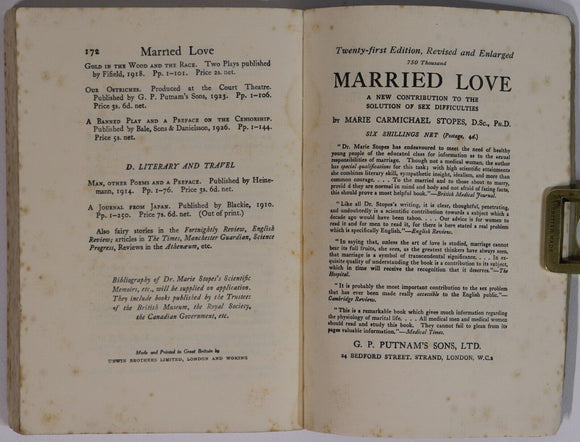 172 Married Love
Gold in the Wood and the Race. Two Plays published
by Fifield, 1918. Pp. 1–101. Price 2s. net.
Our Ostriches. Produced at the Court Theatre.
Published by G. P. Putnam's Sons, 1923. Pp. 1–106.
Price 3s. 6d. net.
A Banned Play and a Preface on the Censorship.
Published by Bale, Sons & Danielsson, 1926. Pp. 1–144.
Price 5s. net.
D. LITERARY AND TRAVEL
Man, other Poems and a Preface. Published by Heine-
mann, 1914. Pp. 1–76. Price 3s. 6d. net.
A Journal from Japan. Published by Blackie, 1910.
Pp. 1–250. Price 7s. 6d. net. (Out of print.)
Also fairy stories in the Fortnightly Review, English
Review; articles in The Times, Manchester Guardian, Science
Progress, Reviews in the Athenæum, etc.
Bibliography of Dr. Marie Stopes's Scientific
Memoirs, etc., will be supplied on application.
They include books published by the Trustees
of the British Museum, the Royal Society,
the Canadian Government, etc.
Made and Printed in Great Britain by
UNWIN BROTHERS LIMITED, LONDON AND WOKING
Twenty-first Edition, Revised and Enlarged
750 Thousand
MARRIED LOVE
A NEW CONTRIBUTION TO THE
SOLUTION OF SEX DIFFICULTIES
by MARIE CARMICHAEL STOPES, D.Sc., Ph.D.
SIX SHILLINGS NET (Postage, 4d.)
"Dr. Marie Stopes has endeavoured to meet the need of healthy
young people of the educated class for information as to the sexual
responsibilities of marriage. Though not a medical woman, the author
has special qualifications for this task; with high scientific attainments
she combines literary skill, sympathetic insight, idealism, and more than
common courage. . . . To the married and to those about to marry,
provided they are normal in mind and body and not afraid of facing facts,
this should prove a most helpful book."—British Medical Journal.
"Like all Dr. Stopes's writing, it is clear, thoughtful, penetrating,
and undoubtedly is a scientific contribution towards a subject which a
decade ago would have been taboo. . . . Our advice is for women to
read it and for men to read it, for there is here stated a real problem
which is specifically English."—English Review.
"In saying that, unless the art of love is studied, marriage cannot
bear its full fruits, she sees, as the greatest thinkers have always seen,
that marriage is a symbol of transcendental significance. . . . In ex-
quisite quality of understanding the book is a contribution to its subject,
which in time will receive the recognition that it deserves."—The
Hospital.
"It is probably the most important contribution to the sex problem
that has ever been made really accessible to the English public."—
Cambridge Review.
"This is a remarkable book which gives much information regarding
the physiology of marital life. . . . All medical men and medical women
should read and study this book. They cannot fail to glean from its
pages valuable information."—Medical Times.
G. P. PUTNAM'S SONS, LTD.
24 BEDFORD STREET, STRAND, LONDON, W.C.2